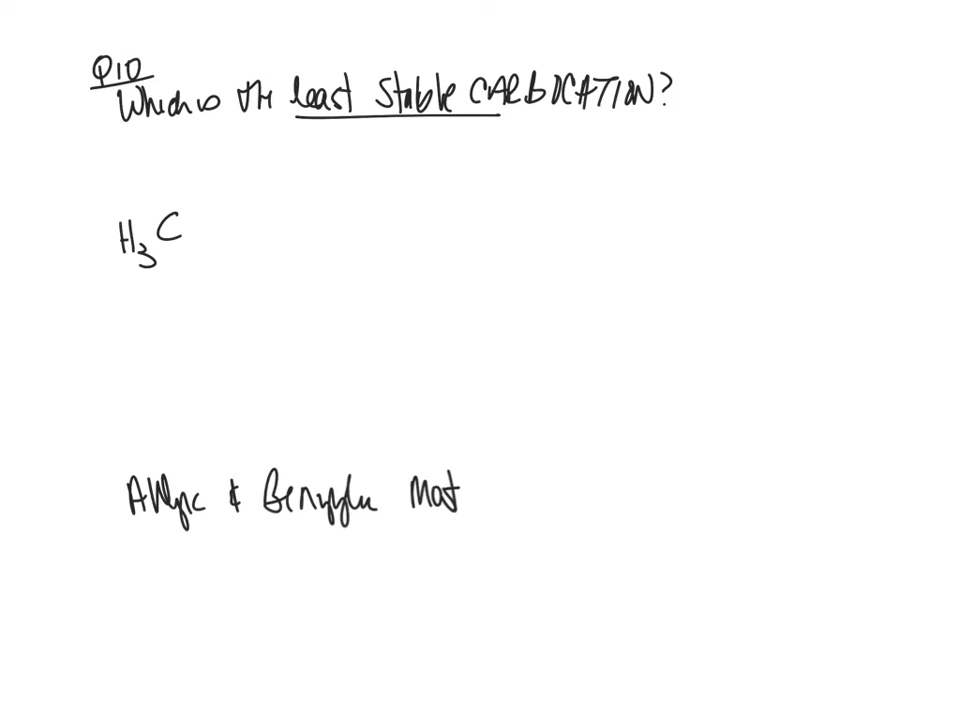 Q10
Which is the least stable CARBOCATION?
H3C
Allylic & Benzylic Most